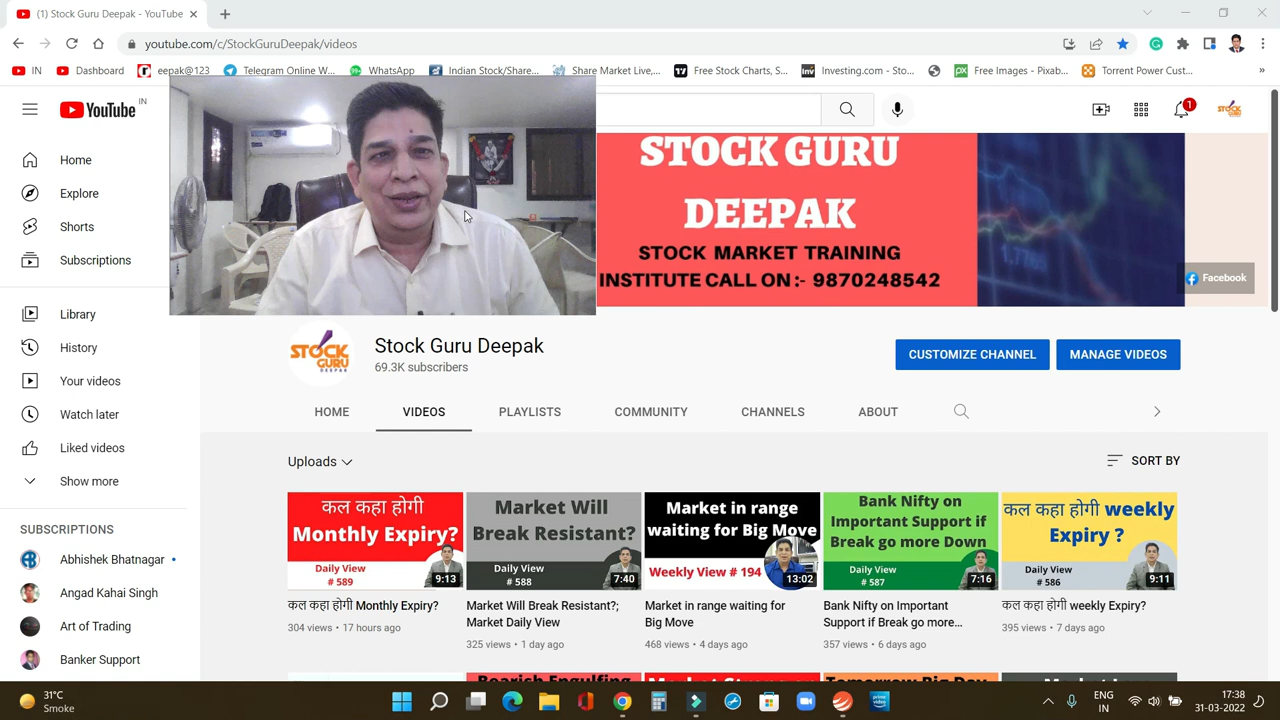 (1) Stock Guru Deepak - YouTube
youtube.com/c/StockGuruDeepak/videos
IN
Dashboard
eepak@123
Telegram Online W...
WhatsApp
Indian Stock/Share...
Share Market Live,...
Free Stock Charts, S...
Investing.com - Sto...
Free Images - Pixab...
Torrent Power Cust...
»
YouTube IN
1
STOCK GURU
DEEPAK
STOCK MARKET TRAINING
INSTITUTE CALL ON :- 9870248542
Facebook
Home
Explore
Shorts
Subscriptions
Library
History
Your videos
Watch later
Liked videos
Show more
SUBSCRIPTIONS
Abhishek Bhatnagar
Angad Kahai Singh
Art of Trading
Banker Support
STOCK
GURU
DEEPAK
Stock Guru Deepak
69.3K subscribers
CUSTOMIZE CHANNEL
MANAGE VIDEOS
HOME
VIDEOS
PLAYLISTS
COMMUNITY
CHANNELS
ABOUT
Uploads
SORT BY
कल कहा होगी
Monthly Expiry?
Daily View
# 589
9:13
कल कहा होगी Monthly Expiry?
304 views • 17 hours ago
Market Will
Break Resistant?
Daily View
# 588
7:40
Market Will Break Resistant?;
Market Daily View
325 views • 1 day ago
Market in range
waiting for Big Move
Weekly View # 194
13:02
Market in range waiting for
Big Move
468 views • 4 days ago
Bank Nifty on
Important Support if
Break go more Down
Daily View
# 587
7:16
Bank Nifty on Important
Support if Break go more...
357 views • 6 days ago
कल कहा होगी weekly
Expiry ?
Daily View
# 586
9:11
कल कहा होगी weekly Expiry?
395 views • 7 days ago
Bearish Engulfing
31°C
Smoke
ENG
IN
17:38
31-03-2022